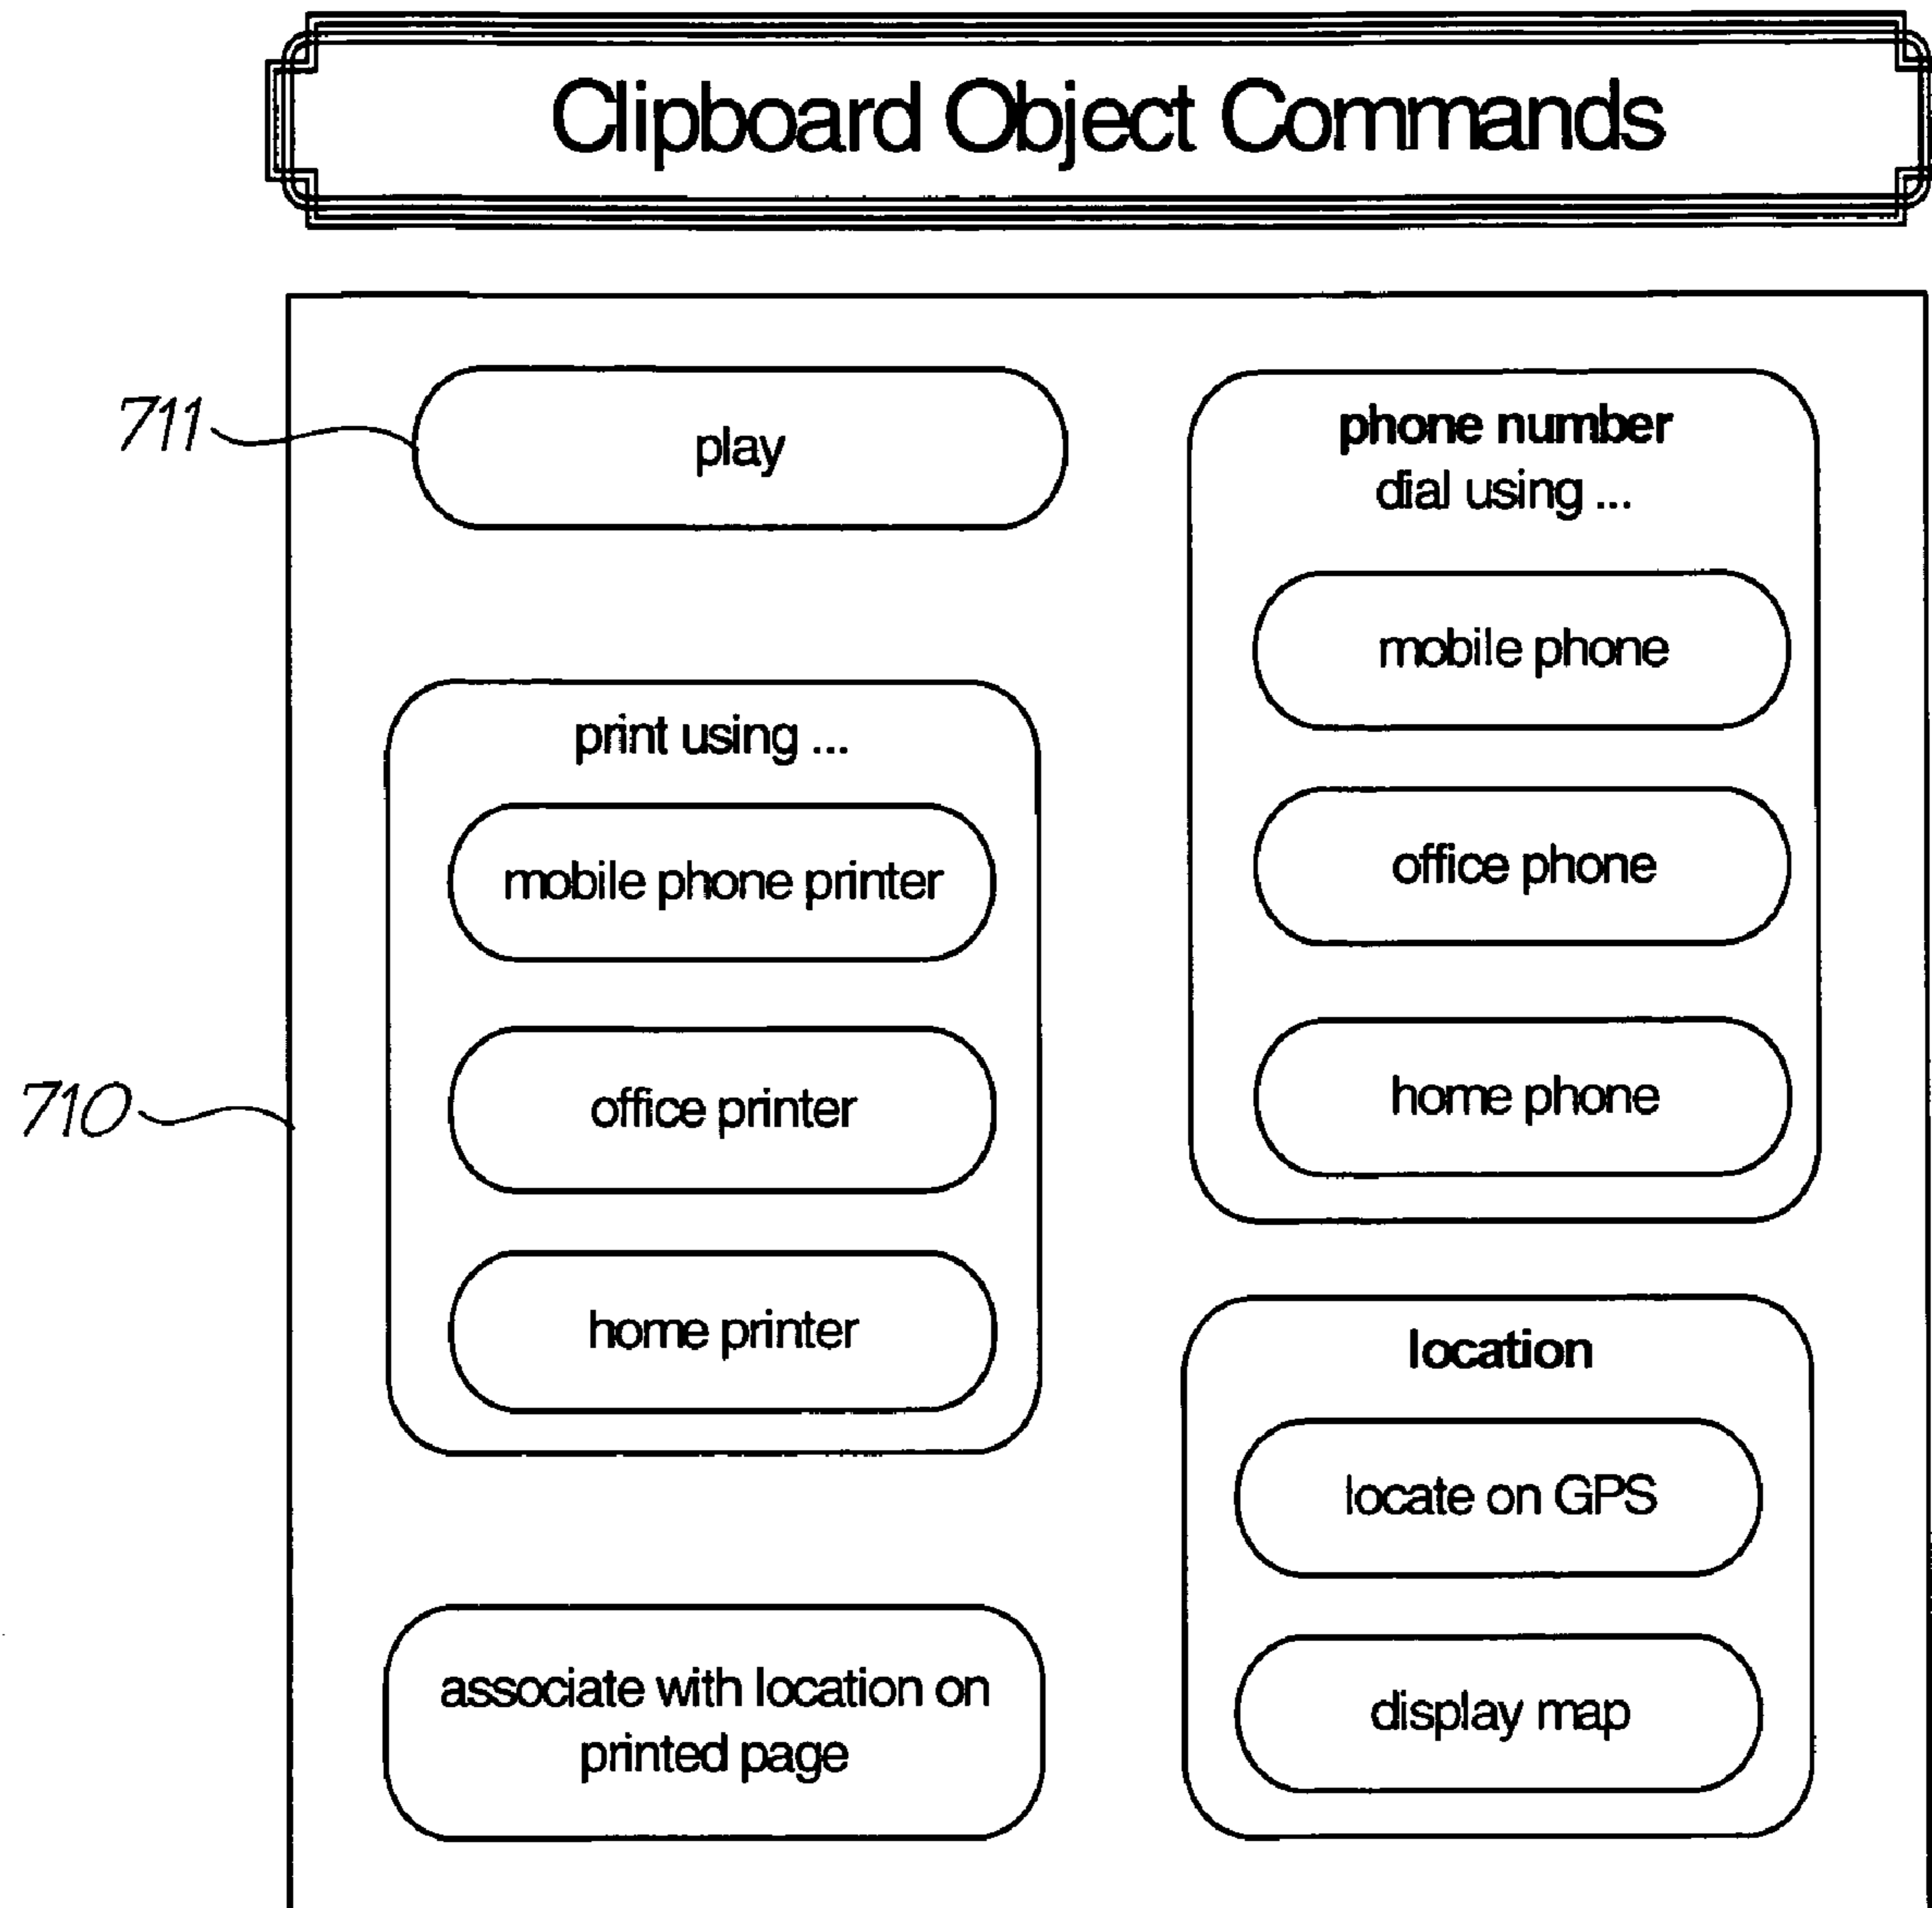 Clipboard Object Commands
711
play
print using ...
mobile phone printer
710
office printer
home printer
associate with location on
printed page
phone number
dial using ...
mobile phone
office phone
home phone
location
locate on GPS
display map